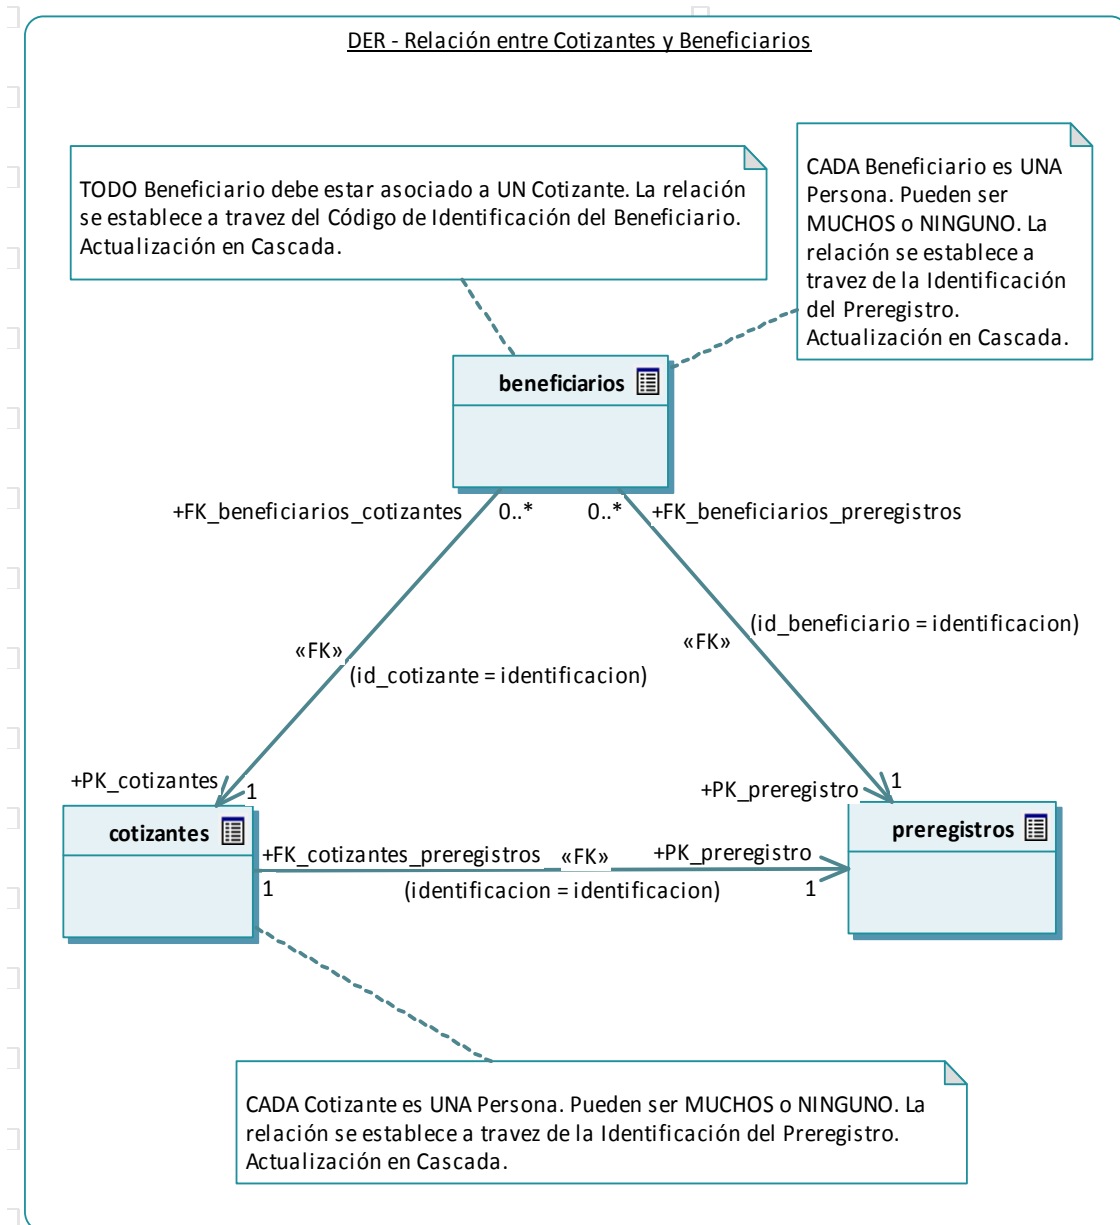 DER - Relación entre Cotizantes y Beneficiarios
TODO Beneficiario debe estar asociado a UN Cotizante. La relación
se establece a travez del Código de Identificación del Beneficiario.
Actualización en Cascada.
CADA Beneficiario es UNA
Persona. Pueden ser
MUCHOS o NINGUNO. La
relación se establece a
travez de la Identificación
del Preregistro.
Actualización en Cascada.
beneficiarios
+FK_beneficiarios_cotizantes
0..*
0..*
+FK_beneficiarios_preregistros
«FK»
(id_cotizante = identificacion)
«FK»
(id_beneficiario = identificacion)
+PK_cotizantes
1
+PK_preregistro
1
cotizantes
preregistros
+FK_cotizantes_preregistros
«FK»
+PK_preregistro
1
(identificacion = identificacion)
1
CADA Cotizante es UNA Persona. Pueden ser MUCHOS o NINGUNO. La
relación se establece a travez de la Identificación del Preregistro.
Actualización en Cascada.